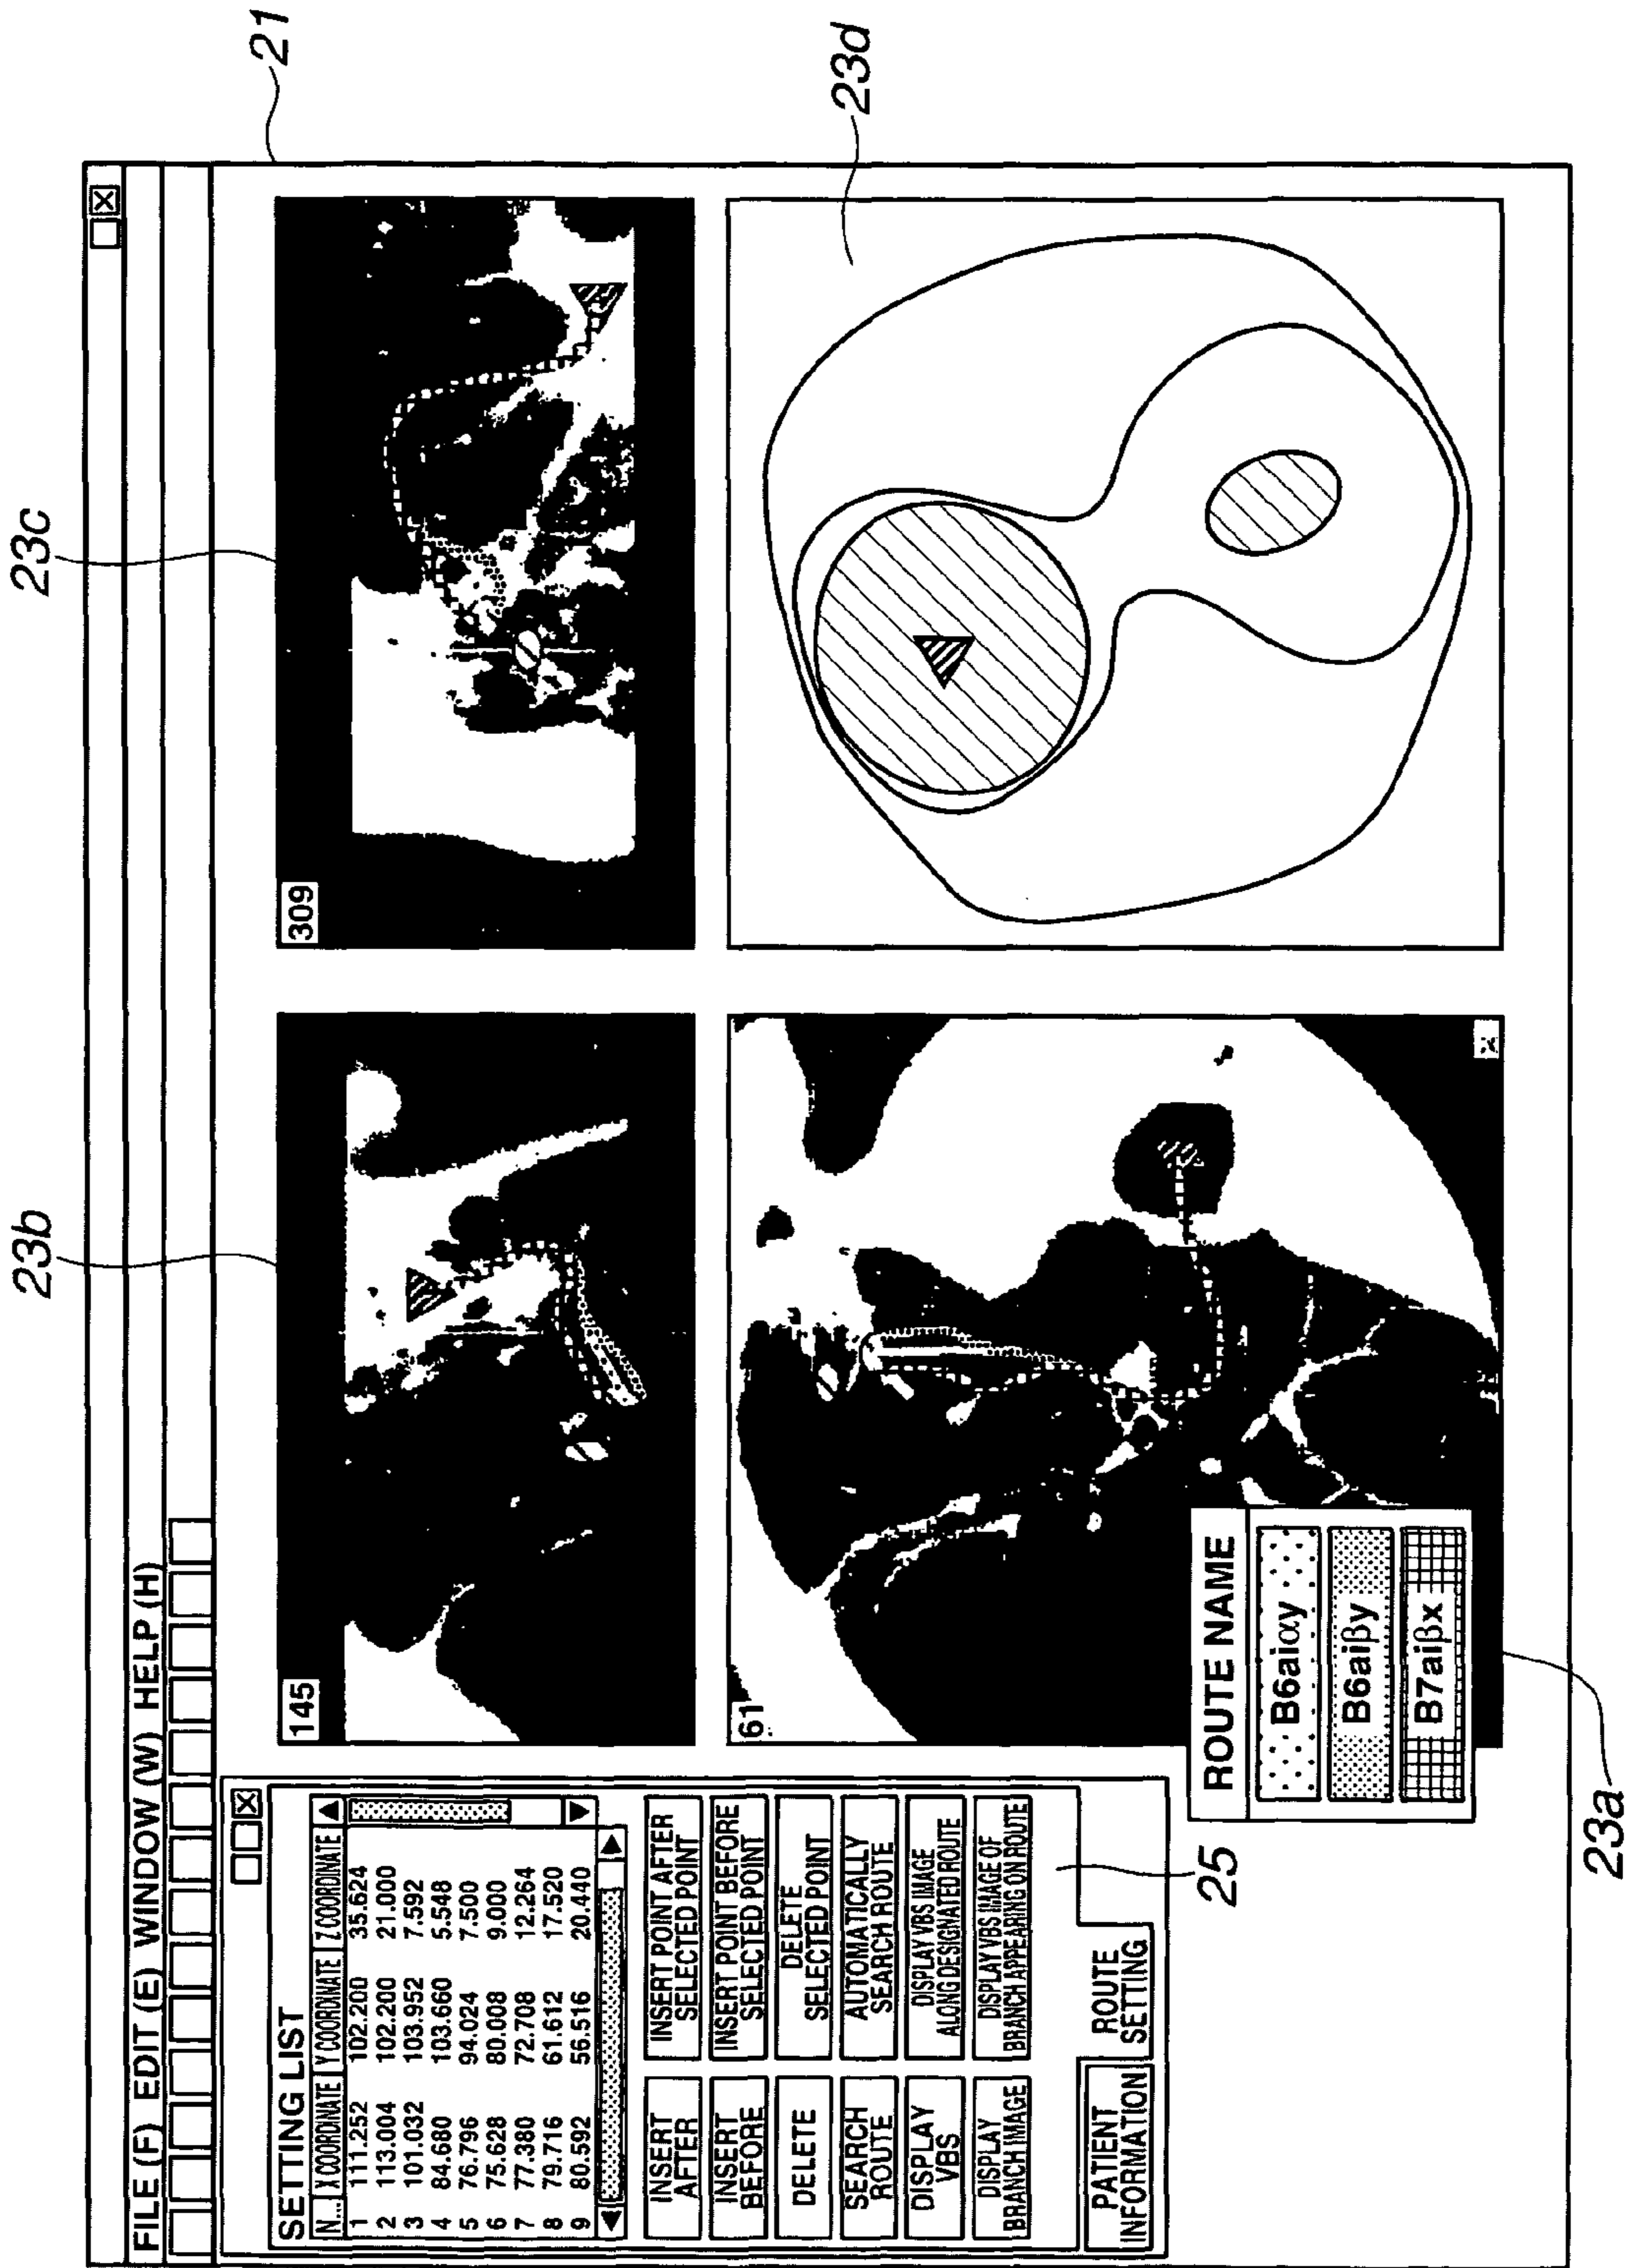 21
FILE (F) EDIT (E) WINDOW (W) HELP (H)
SETTING LIST
N... X COORDINATE Y COORDINATE Z COORDINATE
1 111.252 102.200 35.624
2 113.004 102.200 21.000
3 101.032 103.952 7.592
4 84.680 103.660 5.548
5 76.796 94.024 7.500
6 75.628 80.008 9.000
7 77.380 72.708 12.264
8 79.716 61.612 17.520
9 80.592 56.516 20.440
INSERT AFTER
INSERT POINT AFTER
SELECTED POINT
INSERT BEFORE
INSERT POINT BEFORE
SELECTED POINT
DELETE
DELETE
SELECTED POINT
SEARCH ROUTE
AUTOMATICALLY
SEARCH ROUTE
DISPLAY VBS
DISPLAY VBS IMAGE
ALONG DESIGNATED ROUTE
DISPLAY BRANCH IMAGE
DISPLAY VBS IMAGE OF
BRANCH APPEARING ON ROUTE
PATIENT INFORMATION
ROUTE SETTING
25
23b
145
23c
309
61
23d
ROUTE NAME
B6aiαy
B6aiβy
B7aiβx
23a